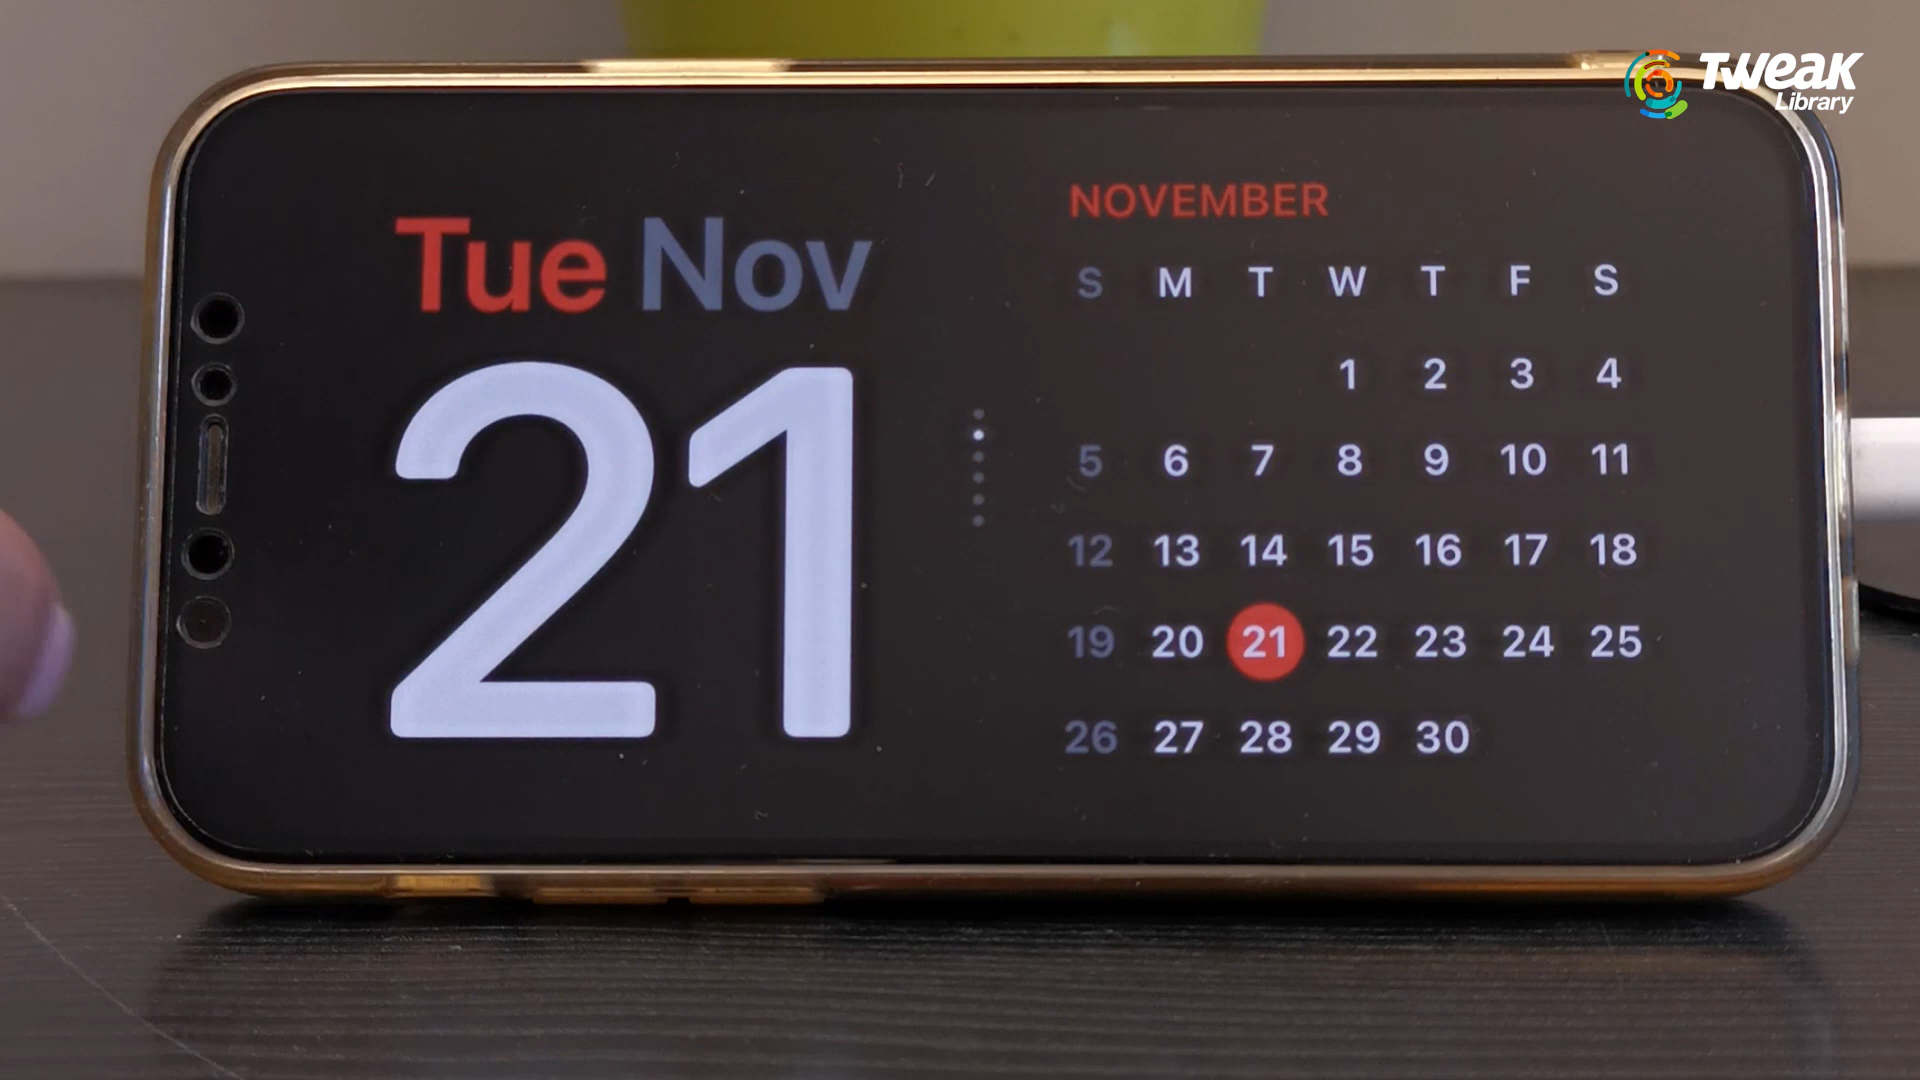 TWEAK
Library
Tue Nov
21
NOVEMBER
S M T W T F S
1 2 3 4
5 6 7 8 9 10 11
12 13 14 15 16 17 18
19 20 21 22 23 24 25
26 27 28 29 30